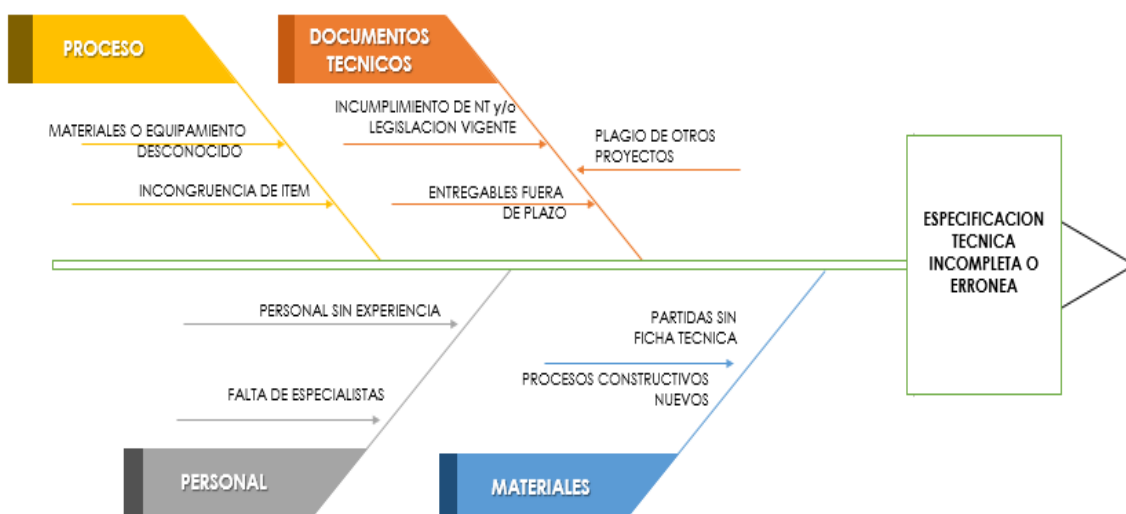 PROCESO
DOCUMENTOS
TECNICOS
MATERIALES O EQUIPAMIENTO
DESCONOCIDO
INCONGRUENCIA DE ITEM
INCUMPLIMIENTO DE NT y/o
LEGISLACION VIGENTE
PLAGIO DE OTROS
PROYECTOS
ENTREGABLES FUERA
DE PLAZO
ESPECIFICACION
TECNICA
INCOMPLETA O
ERRONEA
PERSONAL SIN EXPERIENCIA
FALTA DE ESPECIALISTAS
PARTIDAS SIN
FICHA TECNICA
PROCESOS CONSTRUCTIVOS
NUEVOS
PERSONAL
MATERIALES